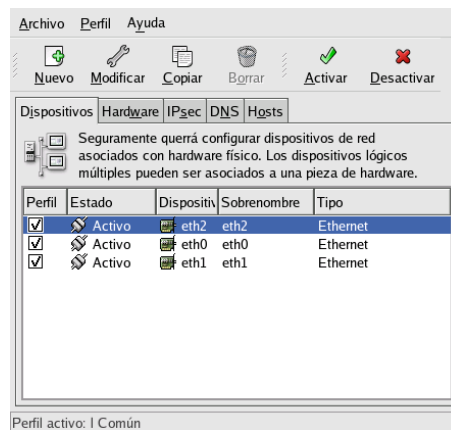 Archivo Perfil Ayuda
Nuevo Modificar Copiar Borrar Activar Desactivar
Dispositivos Hardware IPsec DNS Hosts
Seguramente querrá configurar dispositivos de red
asociados con hardware físico. Los dispositivos lógicos
múltiples pueden ser asociados a una pieza de hardware.
Perfil Estado Dispositiv Sobrenombre Tipo
Activo eth2 eth2 Ethernet
Activo eth0 eth0 Ethernet
Activo eth1 eth1 Ethernet
Perfil activo: l Común